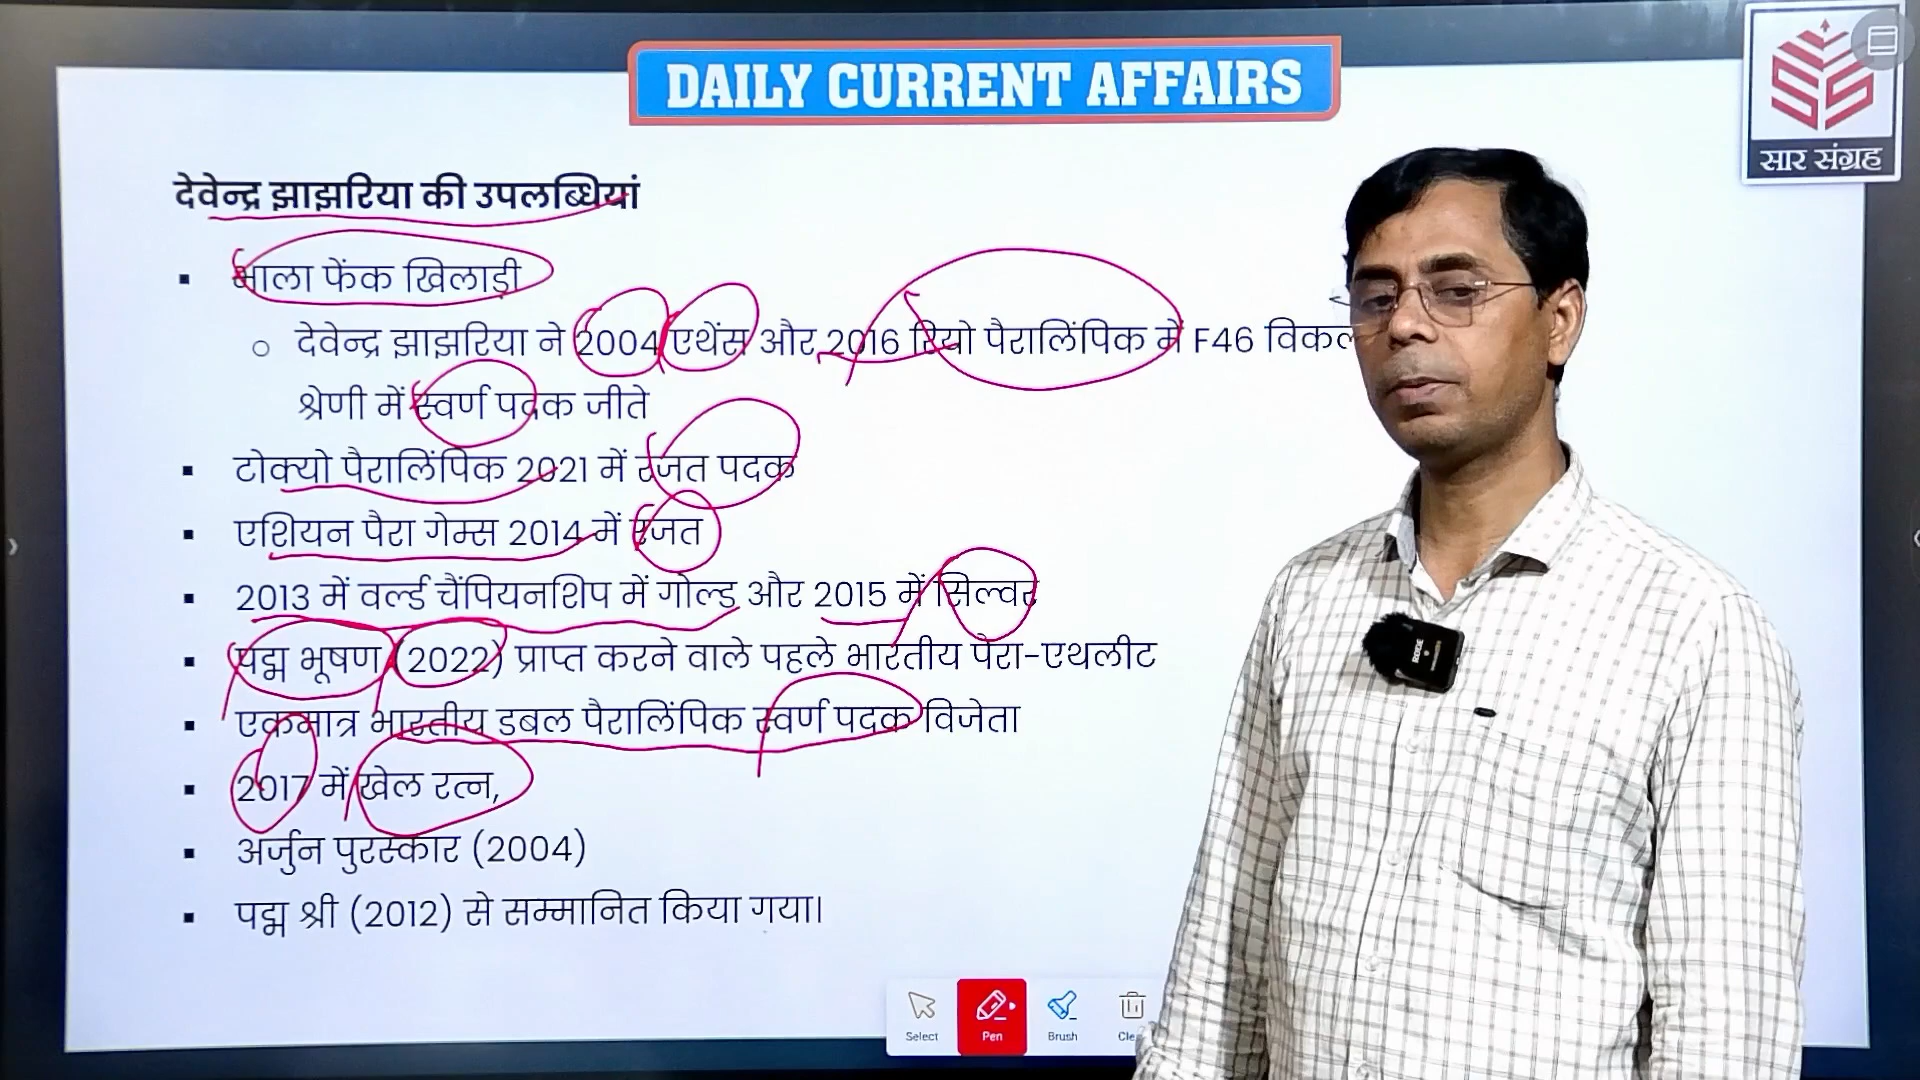 DAILY CURRENT AFFAIRS
सार संग्रह
देवेन्द्र झाझरिया की उपलब्धियां
▪ भाला फेंक खिलाड़ी
○ देवेन्द्र झाझरिया ने 2004 एथेंस और 2016 रियो पैरालिंपिक में F46 विकल
श्रेणी में स्वर्ण पदक जीते
▪ टोक्यो पैरालिंपिक 2021 में रजत पदक
▪ एशियन पैरा गेम्स 2014 में रजत
▪ 2013 में वर्ल्ड चैंपियनशिप में गोल्ड और 2015 में सिल्वर
▪ पद्म भूषण (2022) प्राप्त करने वाले पहले भारतीय पैरा-एथलीट
▪ एकमात्र भारतीय डबल पैरालिंपिक स्वर्ण पदक विजेता
▪ 2017 में खेल रत्न,
▪ अर्जुन पुरस्कार (2004)
▪ पद्म श्री (2012) से सम्मानित किया गया।
RODE
Select Pen Brush Cle